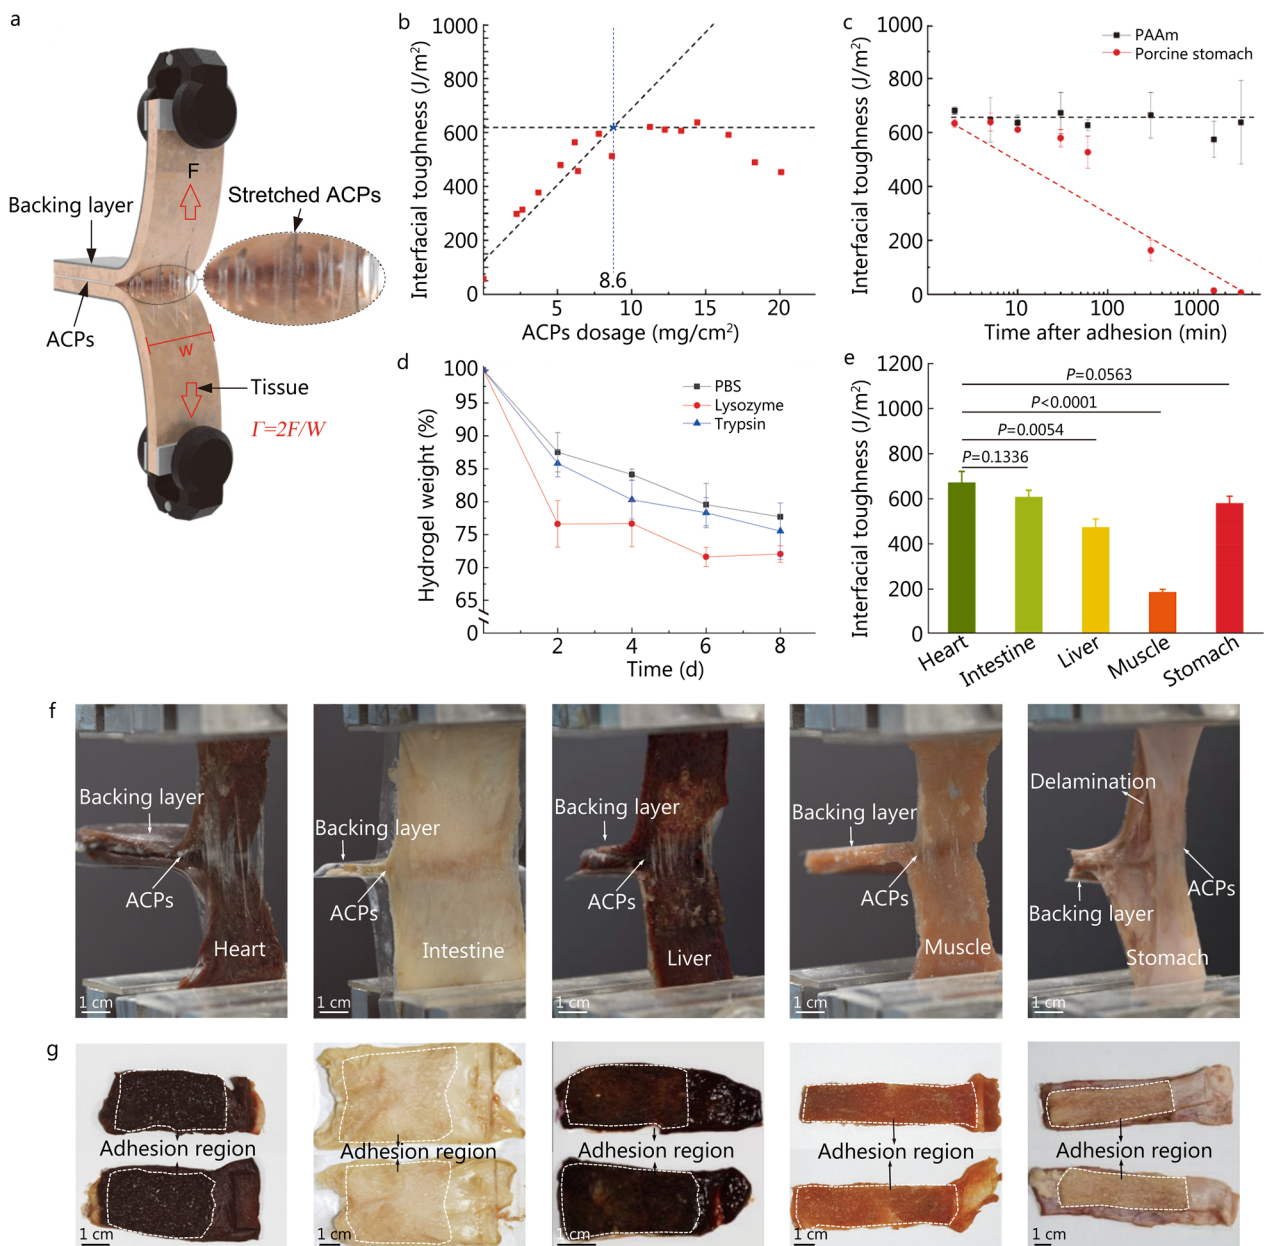 a
F
Backing layer
Stretched ACPs
ACPs
W
Tissue
Γ=2F/W
b
Interfacial toughness (J/m²)
1000
800
600
400
200
0
8.6
5
10
15
20
ACPs dosage (mg/cm²)
c
Interfacial toughness (J/m²)
1000
800
600
400
200
0
PAAm
Porcine stomach
10
100
1000
Time after adhesion (min)
d
Hydrogel weight (%)
100
95
90
85
80
75
70
65
0
PBS
Lysozyme
Trypsin
2
4
6
8
Time (d)
e
Interfacial toughness (J/m²)
1200
1000
800
600
400
200
0
P=0.0563
P<0.0001
P=0.0054
P=0.1336
Heart
Intestine
Liver
Muscle
Stomach
f
Backing layer
ACPs
Heart
1 cm
Backing layer
ACPs
Intestine
1 cm
Backing layer
ACPs
Liver
1 cm
Backing layer
ACPs
Muscle
1 cm
Delamination
ACPs
Backing layer
Stomach
1 cm
g
Adhesion region
1 cm
Adhesion region
1 cm
Adhesion region
1 cm
Adhesion region
1 cm
Adhesion region
1 cm